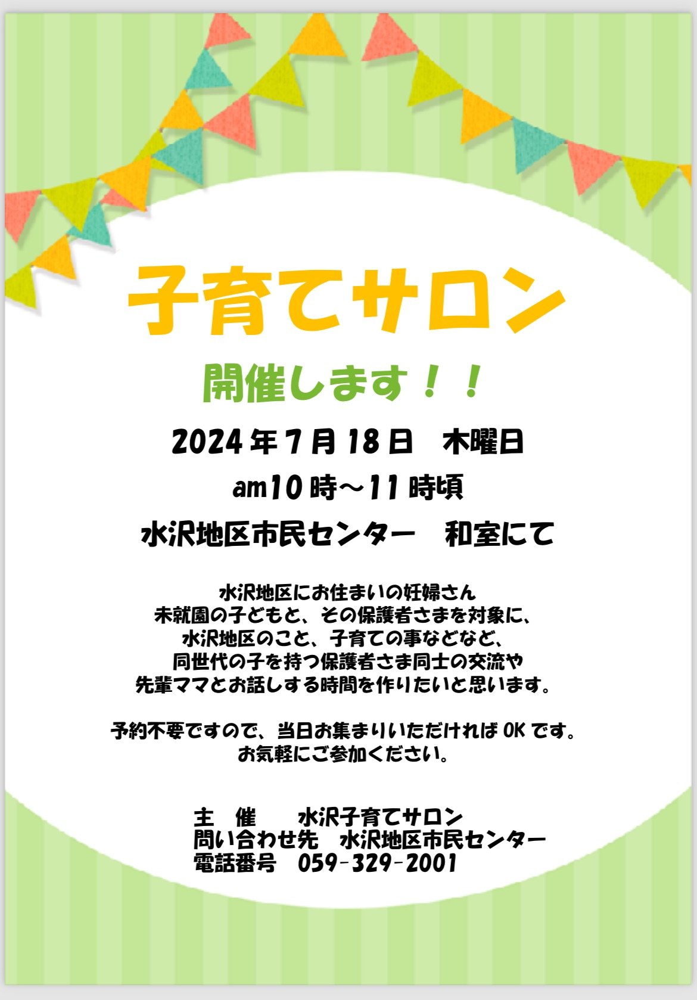 子育てサロン
開催します！！
2024年7月18日　木曜日
am10時～11時頃
水沢地区市民センター　和室にて
水沢地区にお住まいの妊婦さん
未就園の子どもと、その保護者さまを対象に、
水沢地区のこと、子育ての事などなど、
同世代の子を持つ保護者さま同士の交流や
先輩ママとお話しする時間を作りたいと思います。
予約不要ですので、当日お集まりいただければOKです。
お気軽にご参加ください。
主　催　　水沢子育てサロン
問い合わせ先　水沢地区市民センター
電話番号　059-329-2001